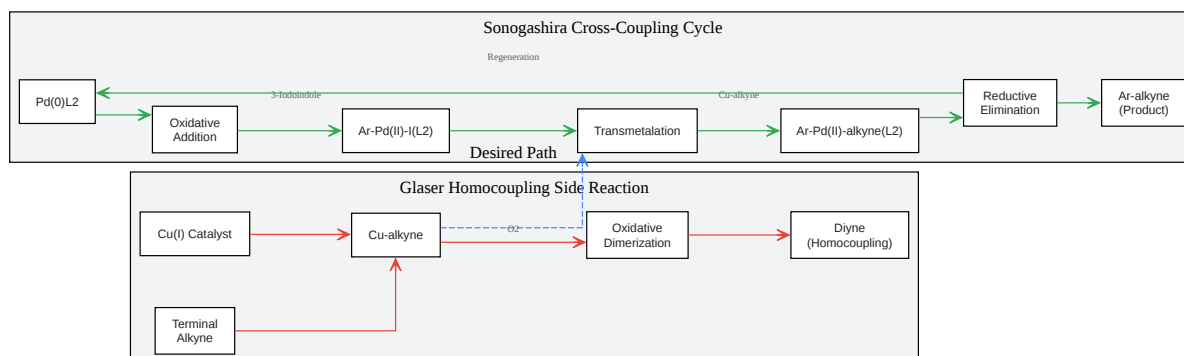 Sonogashira Cross-Coupling Cycle
Regeneration
Pd(0)L2
3-Iodoindole
Cu-alkyne
Reductive
Elimination
Ar-alkyne
(Product)
Oxidative
Addition
Ar-Pd(II)-I(L2)
Transmetalation
Ar-Pd(II)-alkyne(L2)
Desired Path
Glaser Homocoupling Side Reaction
Cu(I) Catalyst
Cu-alkyne
O2
Oxidative
Dimerization
Diyne
(Homocoupling)
Terminal
Alkyne